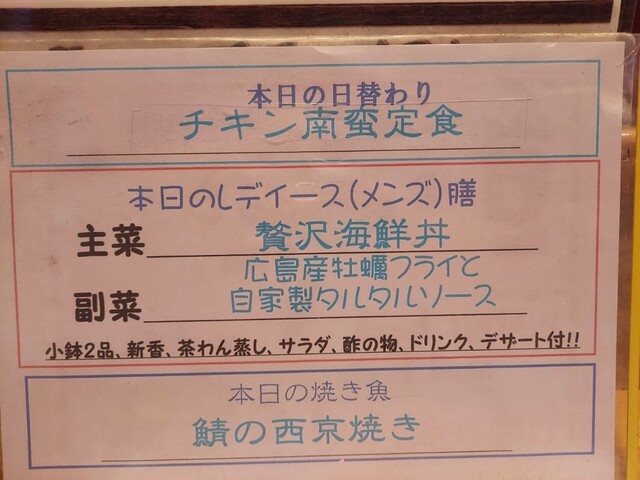 本日の日替わり
チキン南蛮定食
本日のレディース(メンズ)膳
主菜 贅沢海鮮丼
広島産牡蠣フライと
副菜 自家製タルタルソース
小鉢2品、新香、茶わん蒸し、サラダ、酢の物、ドリンク、デザート付!!
本日の焼き魚
鯖の西京焼き